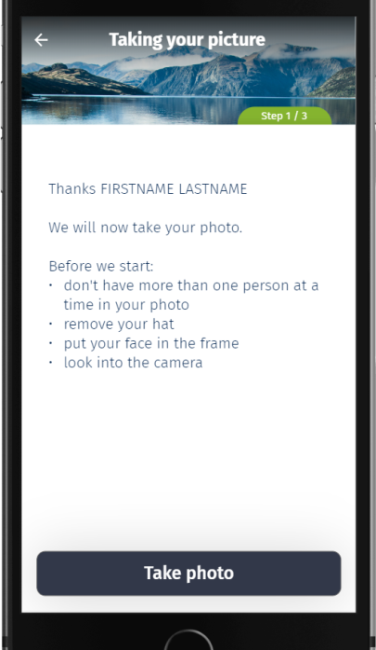 Taking your picture
Step 1 / 3
Thanks FIRSTNAME LASTNAME
We will now take your photo.
Before we start:
· don't have more than one person at a
time in your photo
· remove your hat
· put your face in the frame
· look into the camera
Take photo